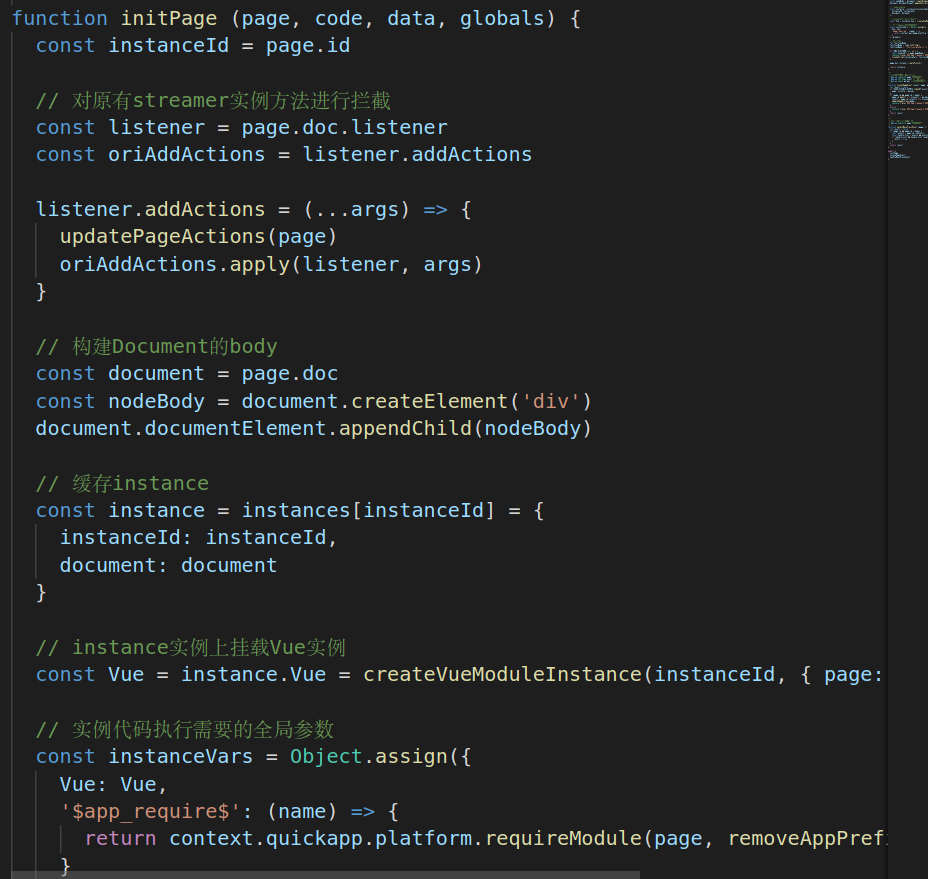 function initPage (page, code, data, globals) {
const instanceId = page.id
// 对原有streamer实例方法进行拦截
const listener = page.doc.listener
const oriAddActions = listener.addActions
listener.addActions = (...args) => {
updatePageActions(page)
oriAddActions.apply(listener, args)
}
// 构建Document的body
const document = page.doc
const nodeBody = document.createElement('div')
document.documentElement.appendChild(nodeBody)
// 缓存instance
const instance = instances[instanceId] = {
instanceId: instanceId,
document: document
}
// instance实例上挂载Vue实例
const Vue = instance.Vue = createVueModuleInstance(instanceId, { page:
// 实例代码执行需要的全局参数
const instanceVars = Object.assign({
Vue: Vue,
'$app_require$': (name) => {
return context.quickapp.platform.requireModule(page, removeAppPrefi
}